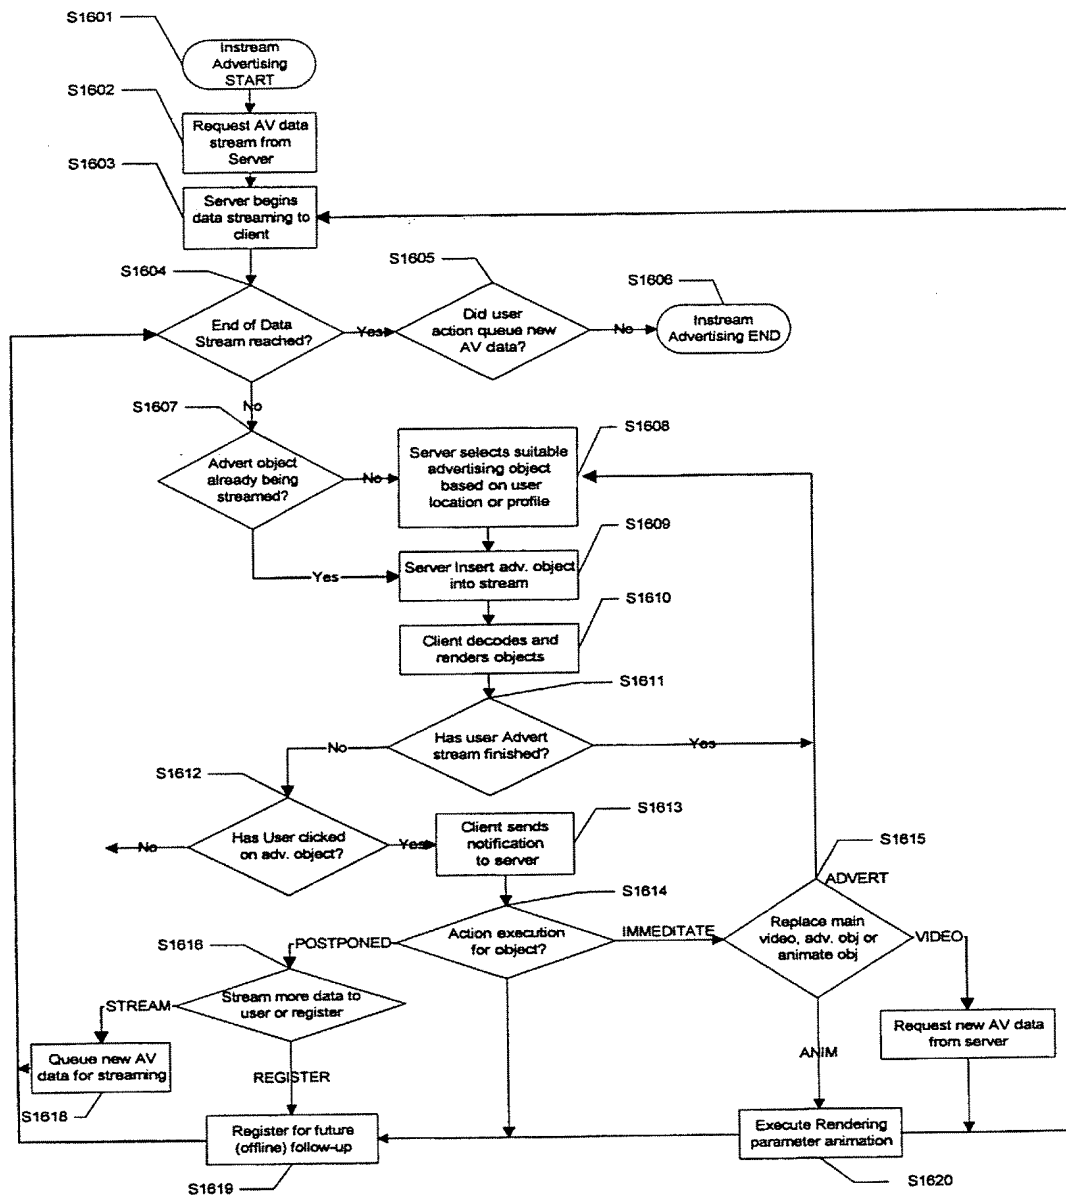 S1601
Instream
Advertising
START
S1602
Request AV data
stream from
Server
S1603
Server begins
data streaming to
client
S1604
End of Data
Stream reached?
Yes
S1605
Did user
action queue new
AV data?
No
S1606
Instream
Advertising END
No
S1607
Advert object
already being
streamed?
No
S1608
Server selects suitable
advertising object
based on user
location or profile
Yes
S1609
Server Insert adv. object
into stream
S1610
Client decodes and
renders objects
S1611
Has user Advert
stream finished?
No
Yes
S1612
Has User clicked
on adv. object?
No
Yes
S1613
Client sends
notification
to server
S1614
Action execution
for object?
POSTPONED
IMMEDITATE
S1615
ADVERT
Replace main
video, adv. obj or
animate obj
VIDEO
S1616
Stream more data to
user or register
STREAM
Queue new AV
data for streaming
S1618
REGISTER
Register for future
(offline) follow-up
S1619
ANIM
Request new AV data
from server
Execute Rendering
parameter animation
S1620